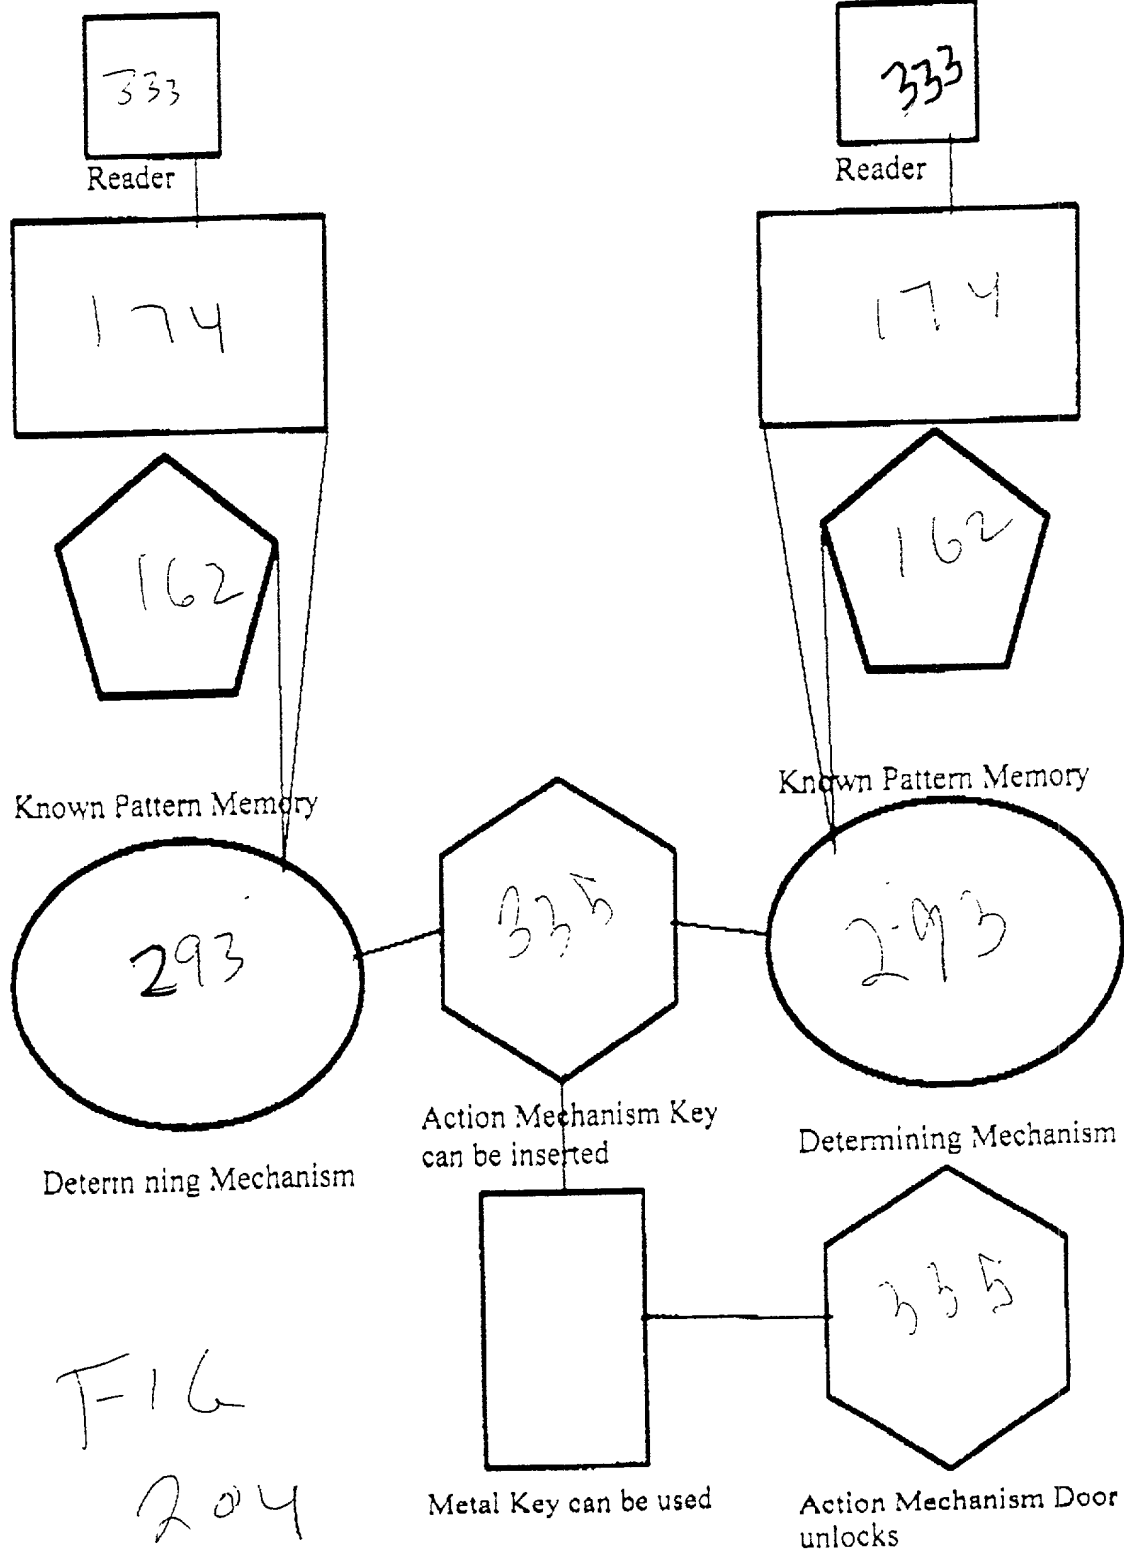 333
333
Reader
Reader
174
174
162
162
Known Pattern Memory
Known Pattern Memory
293
335
293
Action Mechanism Key
can be inserted
Determining Mechanism
Determ ning Mechanism
335
FIG
204
Metal Key can be used
Action Mechanism Door
unlocks